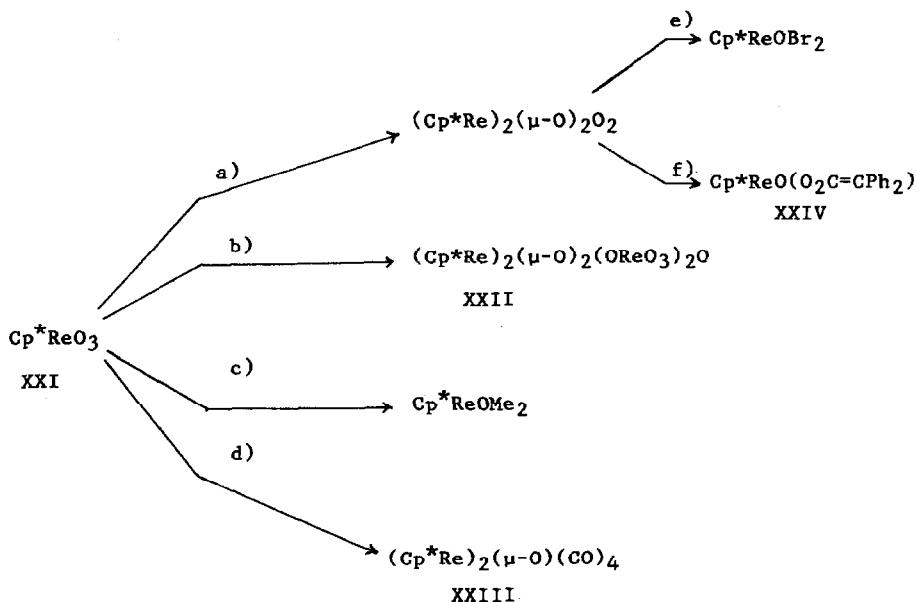 e)
Cp*ReOBr2
(Cp*Re)2(μ-O)2O2
a)
f)
Cp*ReO(O2C=CPh2)
XXIV
b)
(Cp*Re)2(μ-O)2(OReO3)2O
XXII
Cp*ReO3
XXI
c)
Cp*ReOMe2
d)
(Cp*Re)2(μ-O)(CO)4
XXIII